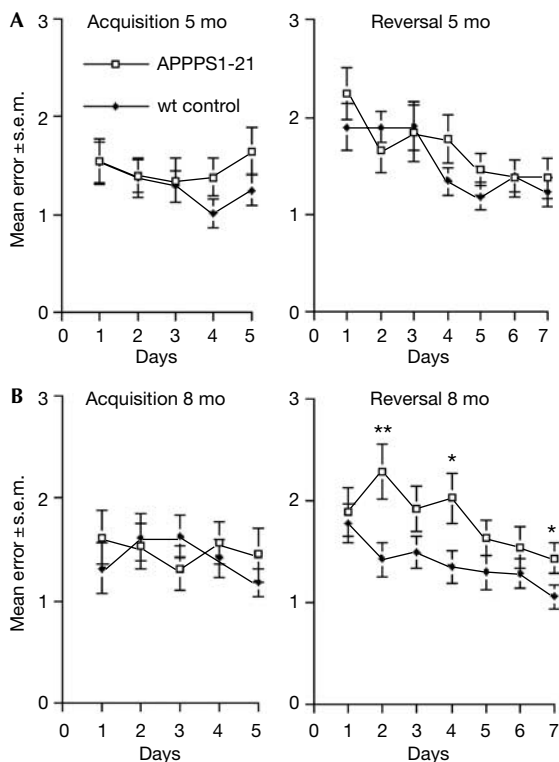 A
Acquisition 5 mo
APPPS1-21
wt control
3
2
1
0
Mean error ± s.e.m.
0 1 2 3 4 5
Days
Reversal 5 mo
3
2
1
0
0 1 2 3 4 5 6 7
Days
B
Acquisition 8 mo
3
2
1
0
Mean error ± s.e.m.
0 1 2 3 4 5
Days
Reversal 8 mo
**
*
*
3
2
1
0
0 1 2 3 4 5 6 7
Days